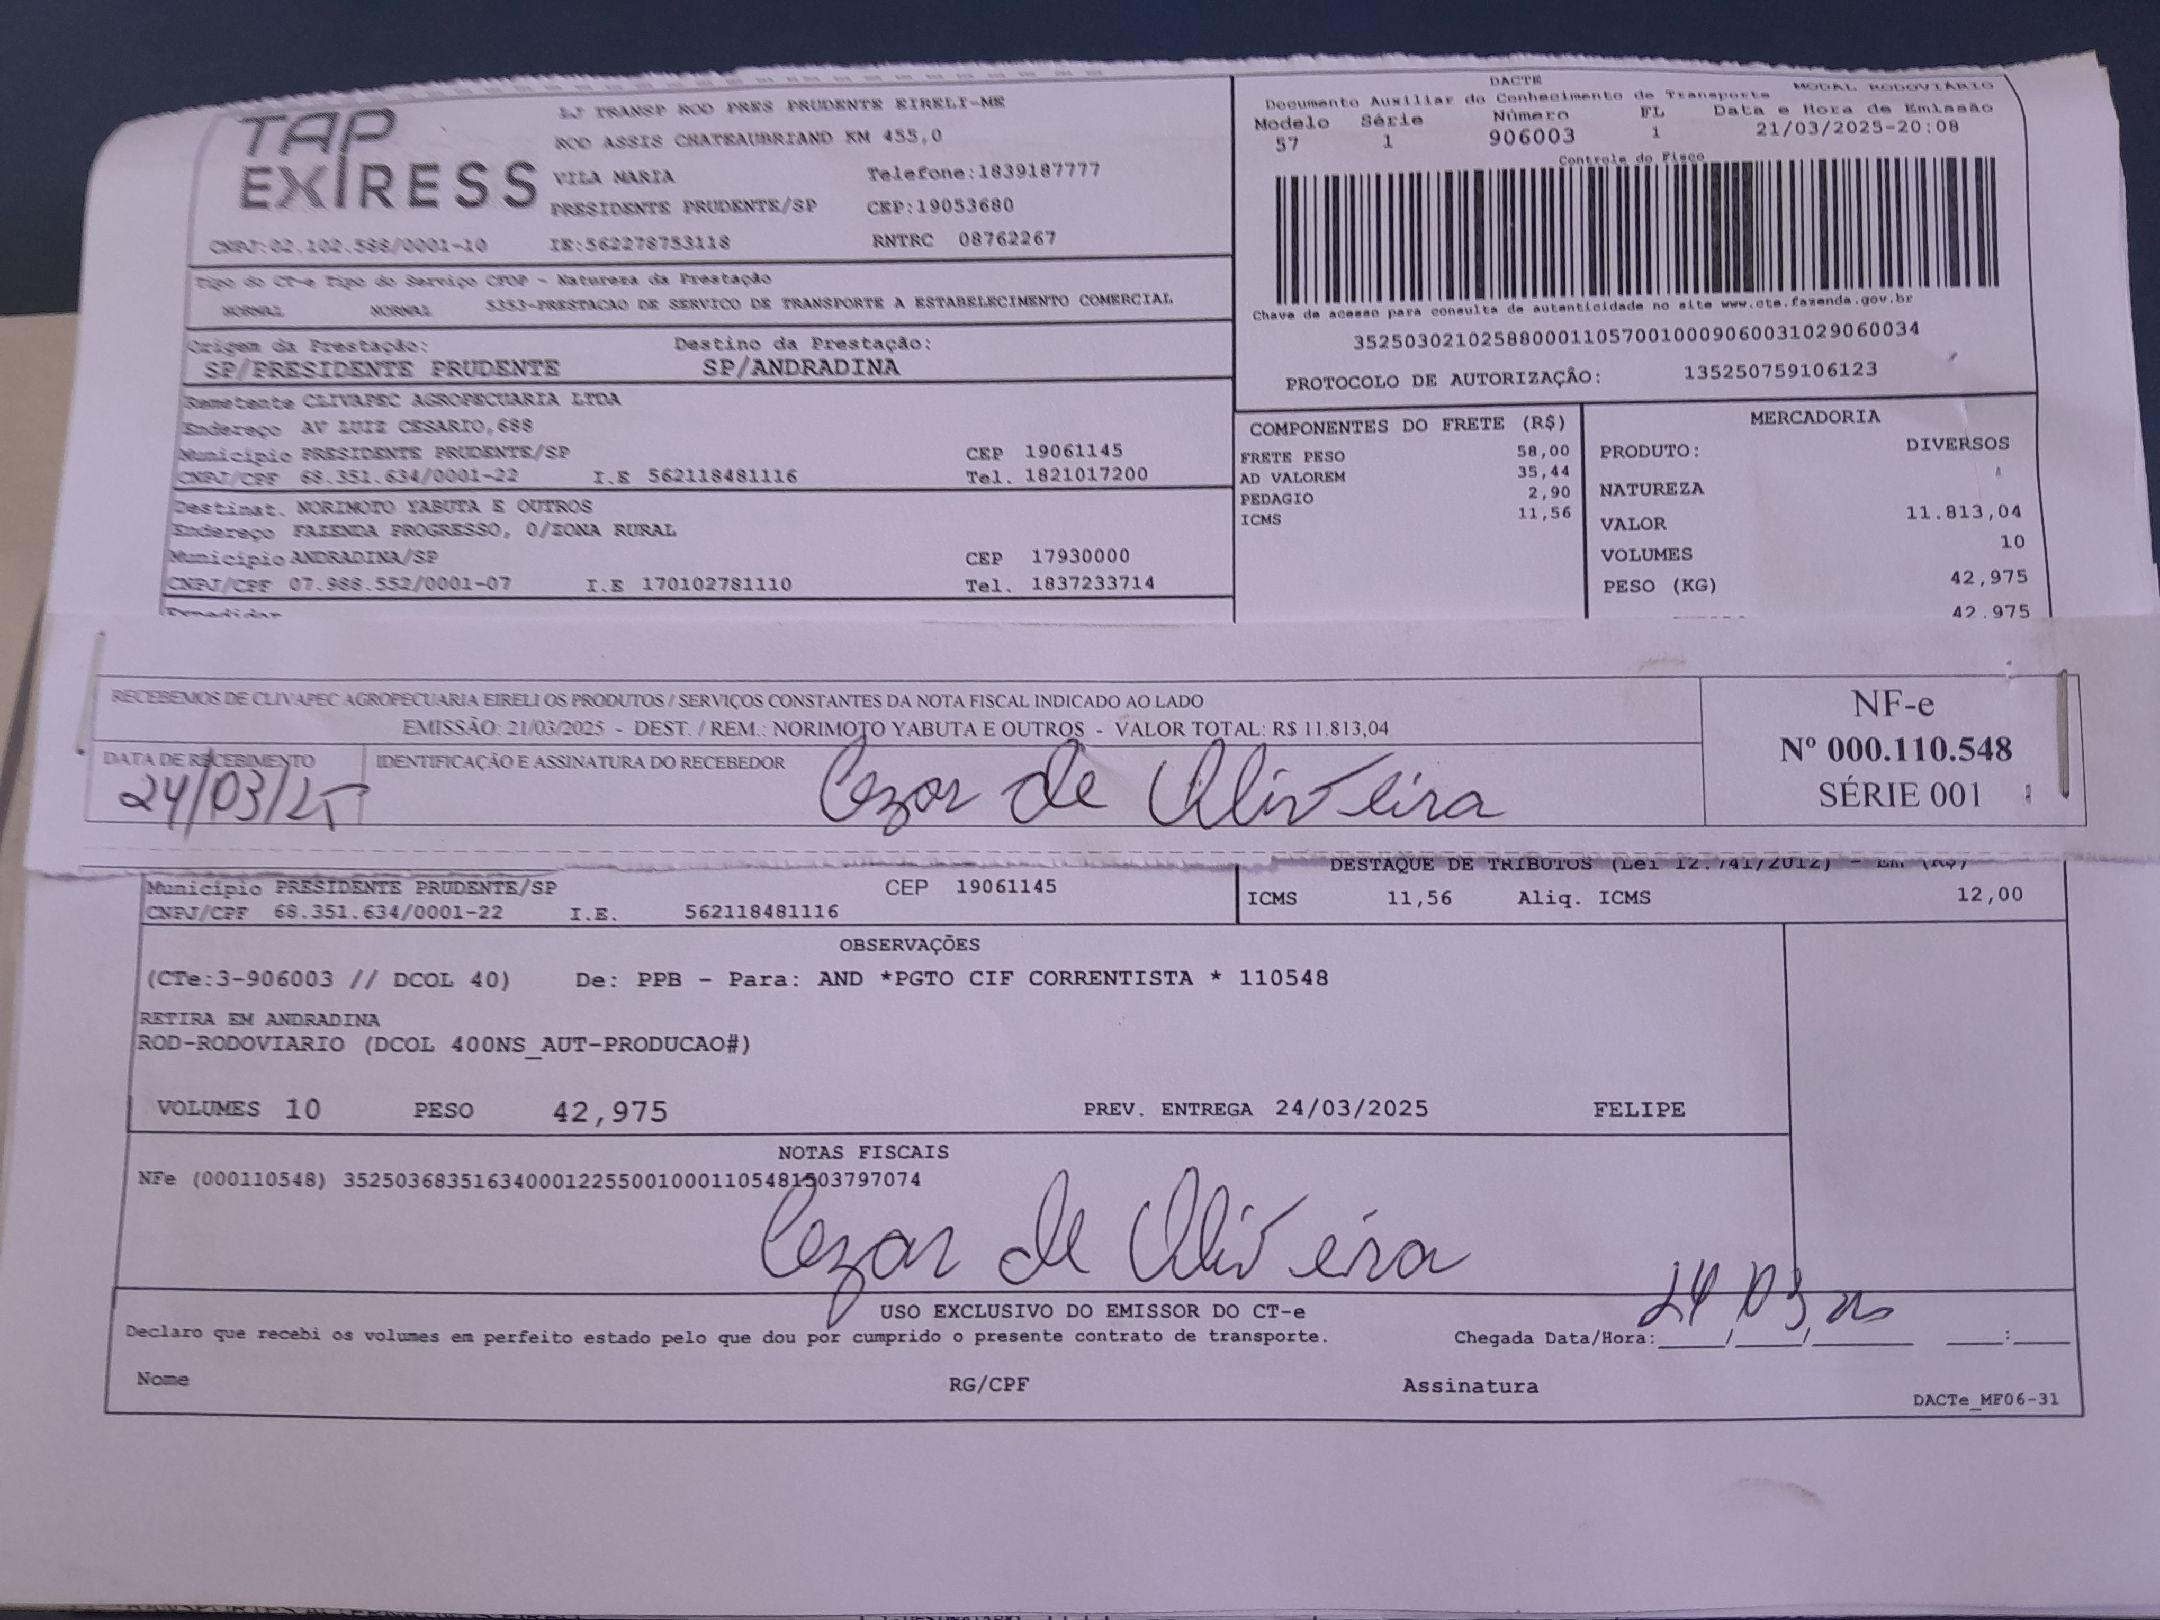 TAP
EXIRESS
LJ TRANSP ROD PRES PRUDENTE EIRELI-ME
ROD ASSIS CHATEAUBRIAND KM 455,0
VILA MARIA Telefone:1839187777
PRESIDENTE PRUDENTE/SP CEP:19053680
CNPJ:02.102.588/0001-10 IE:562278753118 RNTRC 08762267
Tipo do CT-e Tipo do Serviço CFOP - Natureza da Prestação
NORMAL NORMAL 5353-PRESTACAO DE SERVICO DE TRANSPORTE A ESTABELECIMENTO COMERCIAL
Origem da Prestação: Destino da Prestação:
SP/PRESIDENTE PRUDENTE SP/ANDRADINA
Remetente CLIVAPEC AGROPECUARIA LTDA
Endereço AV LUIZ CESARIO,688
Município PRESIDENTE PRUDENTE/SP CEP 19061145
CNPJ/CPF 68.351.634/0001-22 I.E 562118481116 Tel. 1821017200
Destinat. NORIMOTO YABUTA E OUTROS
Endereço FAZENDA PROGRESSO, 0/ZONA RURAL
Município ANDRADINA/SP CEP 17930000
CNPJ/CPF 07.988.552/0001-07 I.E 170102781110 Tel. 1837233714
Expedidor
DACTE MODAL RODOVIÁRIO
Documento Auxiliar do Conhecimento de Transporte
Modelo Série Número FL Data e Hora de Emissão
57 1 906003 1 21/03/2025-20:08
Controle do Fisco
Chave de acesso para consulta de autenticidade no site www.cte.fazenda.gov.br
35250302102588000110570010009060031029060034
PROTOCOLO DE AUTORIZAÇÃO: 135250759106123
COMPONENTES DO FRETE (R$)
FRETE PESO 58,00
AD VALOREM 35,44
PEDAGIO 2,90
ICMS 11,56
MERCADORIA
PRODUTO: DIVERSOS
NATUREZA
VALOR 11.813,04
VOLUMES 10
PESO (KG) 42,975
42,975
RECEBEMOS DE CLIVAPEC AGROPECUARIA EIRELI OS PRODUTOS / SERVIÇOS CONSTANTES DA NOTA FISCAL INDICADO AO LADO
EMISSÃO: 21/03/2025 - DEST. / REM.: NORIMOTO YABUTA E OUTROS - VALOR TOTAL: R$ 11.813,04
DATA DE RECEBIMENTO IDENTIFICAÇÃO E ASSINATURA DO RECEBEDOR
24/03/25 Cezar de Oliveira
NF-e
Nº 000.110.548
SÉRIE 001
DESTAQUE DE TRIBUTOS (Lei 12.741/2012) - Em (R$)
Município PRESIDENTE PRUDENTE/SP CEP 19061145
CNPJ/CPF 68.351.634/0001-22 I.E. 562118481116
ICMS 11,56 Aliq. ICMS 12,00
OBSERVAÇÕES
(CTe:3-906003 // DCOL 40) De: PPB - Para: AND *PGTO CIF CORRENTISTA * 110548
RETIRA EM ANDRADINA
ROD-RODOVIARIO (DCOL 400NS_AUT-PRODUCAO#)
VOLUMES 10 PESO 42,975 PREV. ENTREGA 24/03/2025 FELIPE
NOTAS FISCAIS
NFe (000110548) 35250368351634000122550010001105481503797074
Cezar de Oliveira
USO EXCLUSIVO DO EMISSOR DO CT-e
Declaro que recebi os volumes em perfeito estado pelo que dou por cumprido o presente contrato de transporte. Chegada Data/Hora: 24 03 25
Nome RG/CPF Assinatura
DACTe_MF06-31